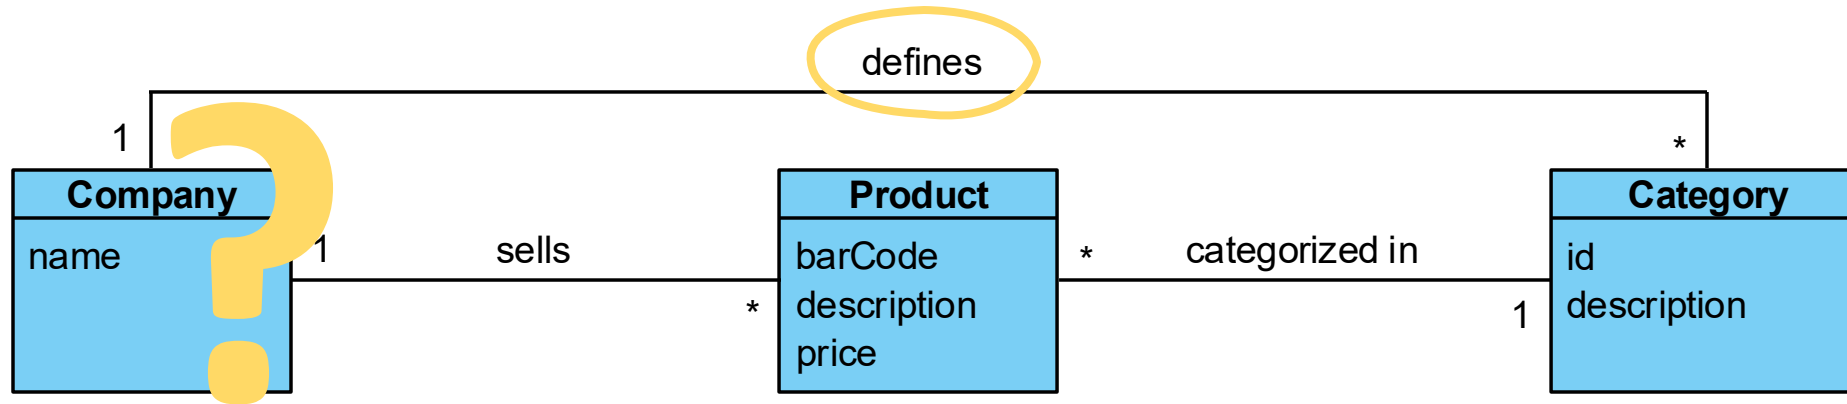 defines
1
*
Company
Product
Category
name
1
sells
*
barCode
description
price
*
categorized in
1
id
description
?